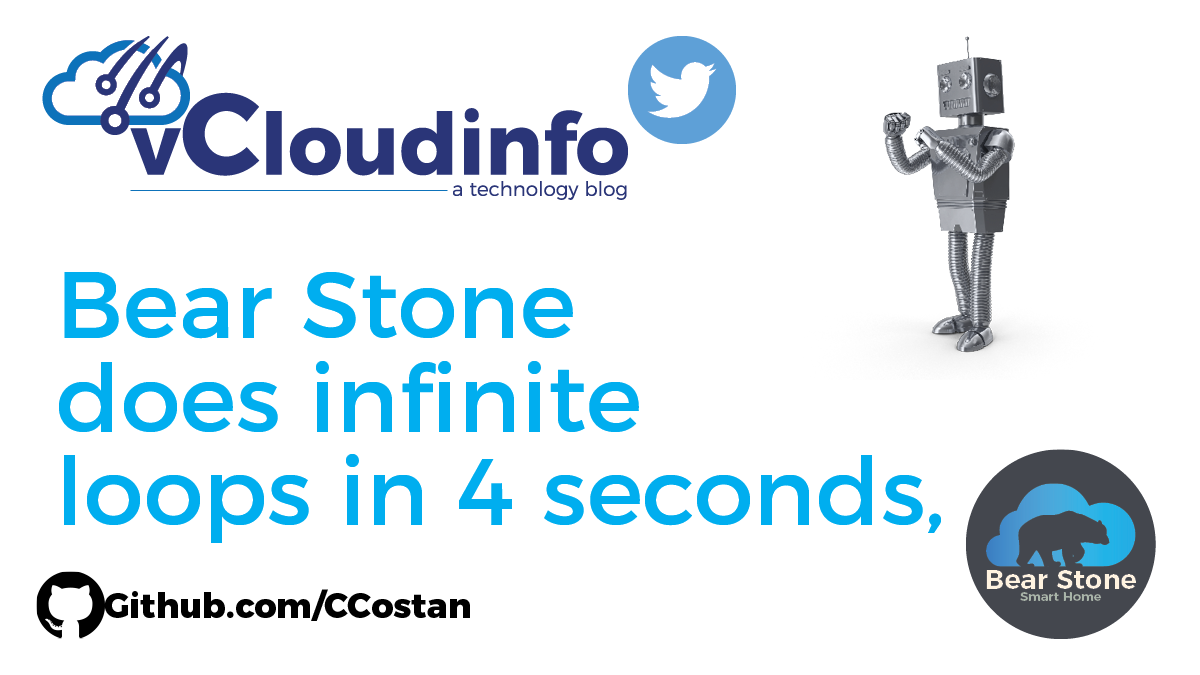 vCloudinfo
a technology blog
Bear Stone
does infinite
loops in 4 seconds,
Bear Stone
Smart Home
Github.com/CCostan